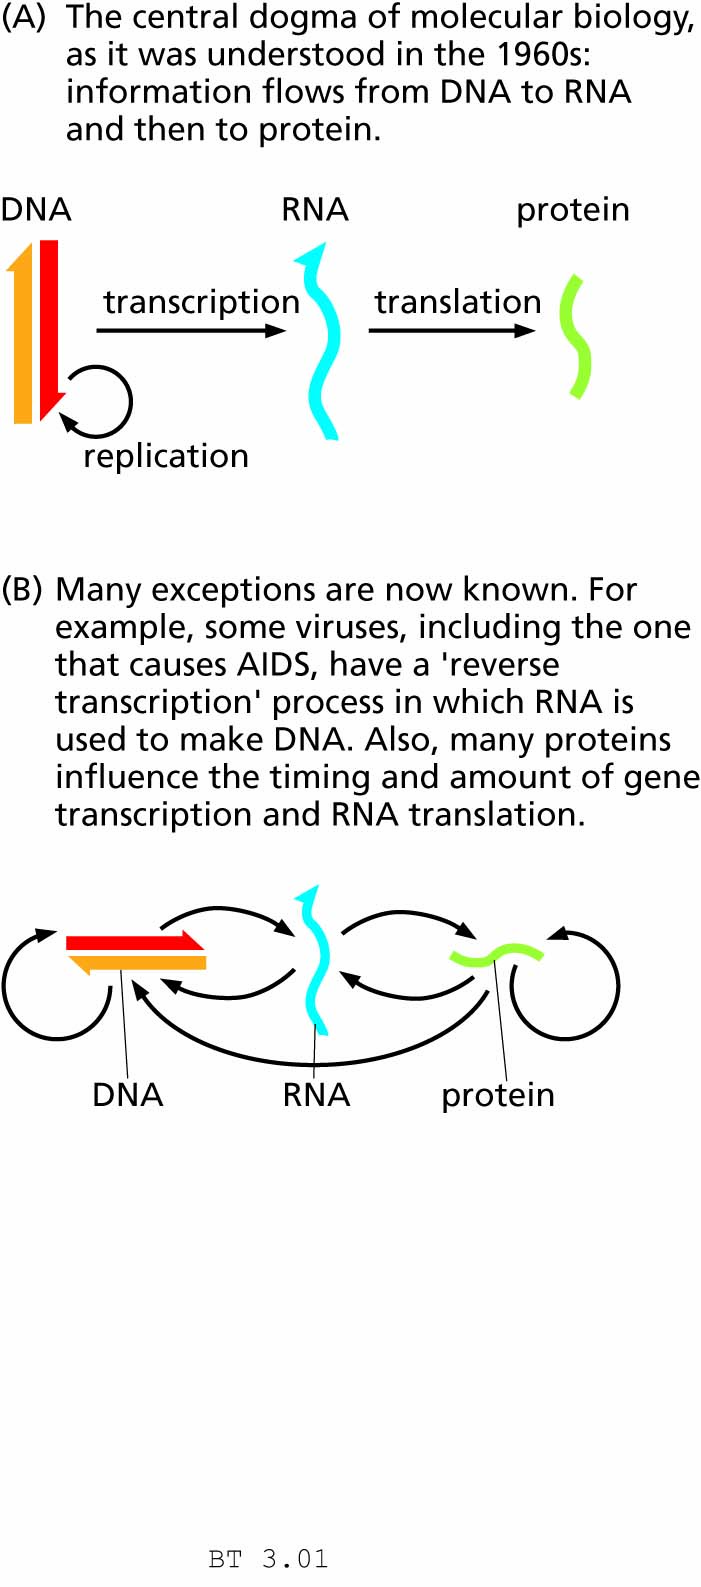 (A) The central dogma of molecular biology,
as it was understood in the 1960s:
information flows from DNA to RNA
and then to protein.
DNA RNA protein
transcription translation
replication
(B) Many exceptions are now known. For
example, some viruses, including the one
that causes AIDS, have a 'reverse
transcription' process in which RNA is
used to make DNA. Also, many proteins
influence the timing and amount of gene
transcription and RNA translation.
DNA RNA protein
BT 3.01